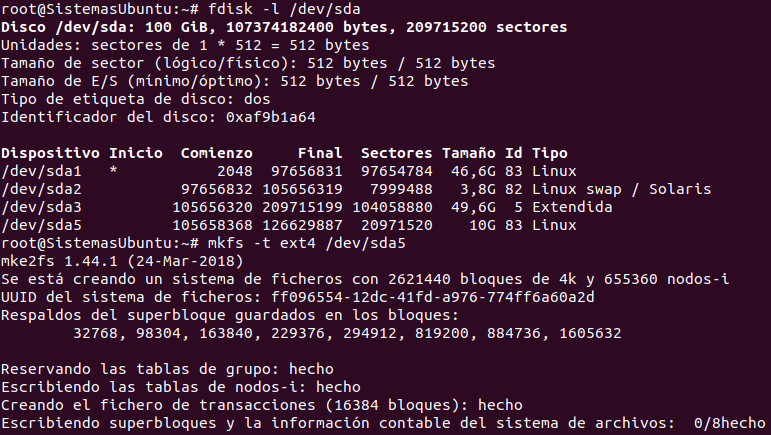 root@SistemasUbuntu:~# fdisk -l /dev/sda
Disco /dev/sda: 100 GiB, 107374182400 bytes, 209715200 sectores
Unidades: sectores de 1 * 512 = 512 bytes
Tamaño de sector (lógico/físico): 512 bytes / 512 bytes
Tamaño de E/S (mínimo/óptimo): 512 bytes / 512 bytes
Tipo de etiqueta de disco: dos
Identificador del disco: 0xaf9b1a64
Dispositivo Inicio  Comienzo     Final  Sectores Tamaño Id Tipo
/dev/sda1   *           2048  97656831  97654784  46,6G 83 Linux
/dev/sda2           97656832 105656319   7999488   3,8G 82 Linux swap / Solaris
/dev/sda3          105656320 209715199 104058880  49,6G  5 Extendida
/dev/sda5          105658368 126629887  20971520    10G 83 Linux
root@SistemasUbuntu:~# mkfs -t ext4 /dev/sda5
mke2fs 1.44.1 (24-Mar-2018)
Se está creando un sistema de ficheros con 2621440 bloques de 4k y 655360 nodos-i
UUID del sistema de ficheros: ff096554-12dc-41fd-a976-774ff6a60a2d
Respaldos del superbloque guardados en los bloques:
32768, 98304, 163840, 229376, 294912, 819200, 884736, 1605632
Reservando las tablas de grupo: hecho
Escribiendo las tablas de nodos-i: hecho
Creando el fichero de transacciones (16384 bloques): hecho
Escribiendo superbloques y la información contable del sistema de archivos:  0/8hecho